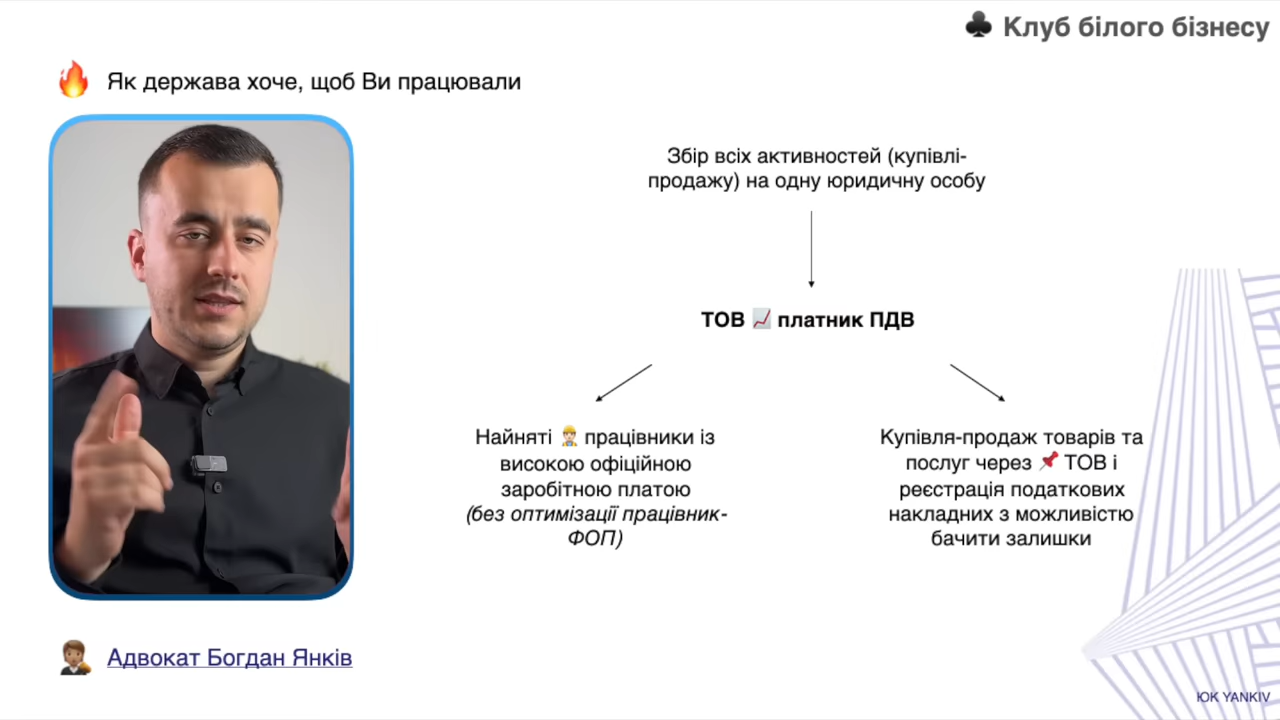 ♣ Клуб білого бізнесу
🔥 Як держава хоче, щоб Ви працювали
Збір всіх активностей (купівлі-
продажу) на одну юридичну особу
ТОВ 📈 платник ПДВ
Найняті 👷🏻 працівники із
високою офіційною
заробітною платою
(без оптимізації працівник-
ФОП)
Купівля-продаж товарів та
послуг через 📌 ТОВ і
реєстрація податкових
накладних з можливістю
бачити залишки
Адвокат Богдан Янків
ЮК YANKIV